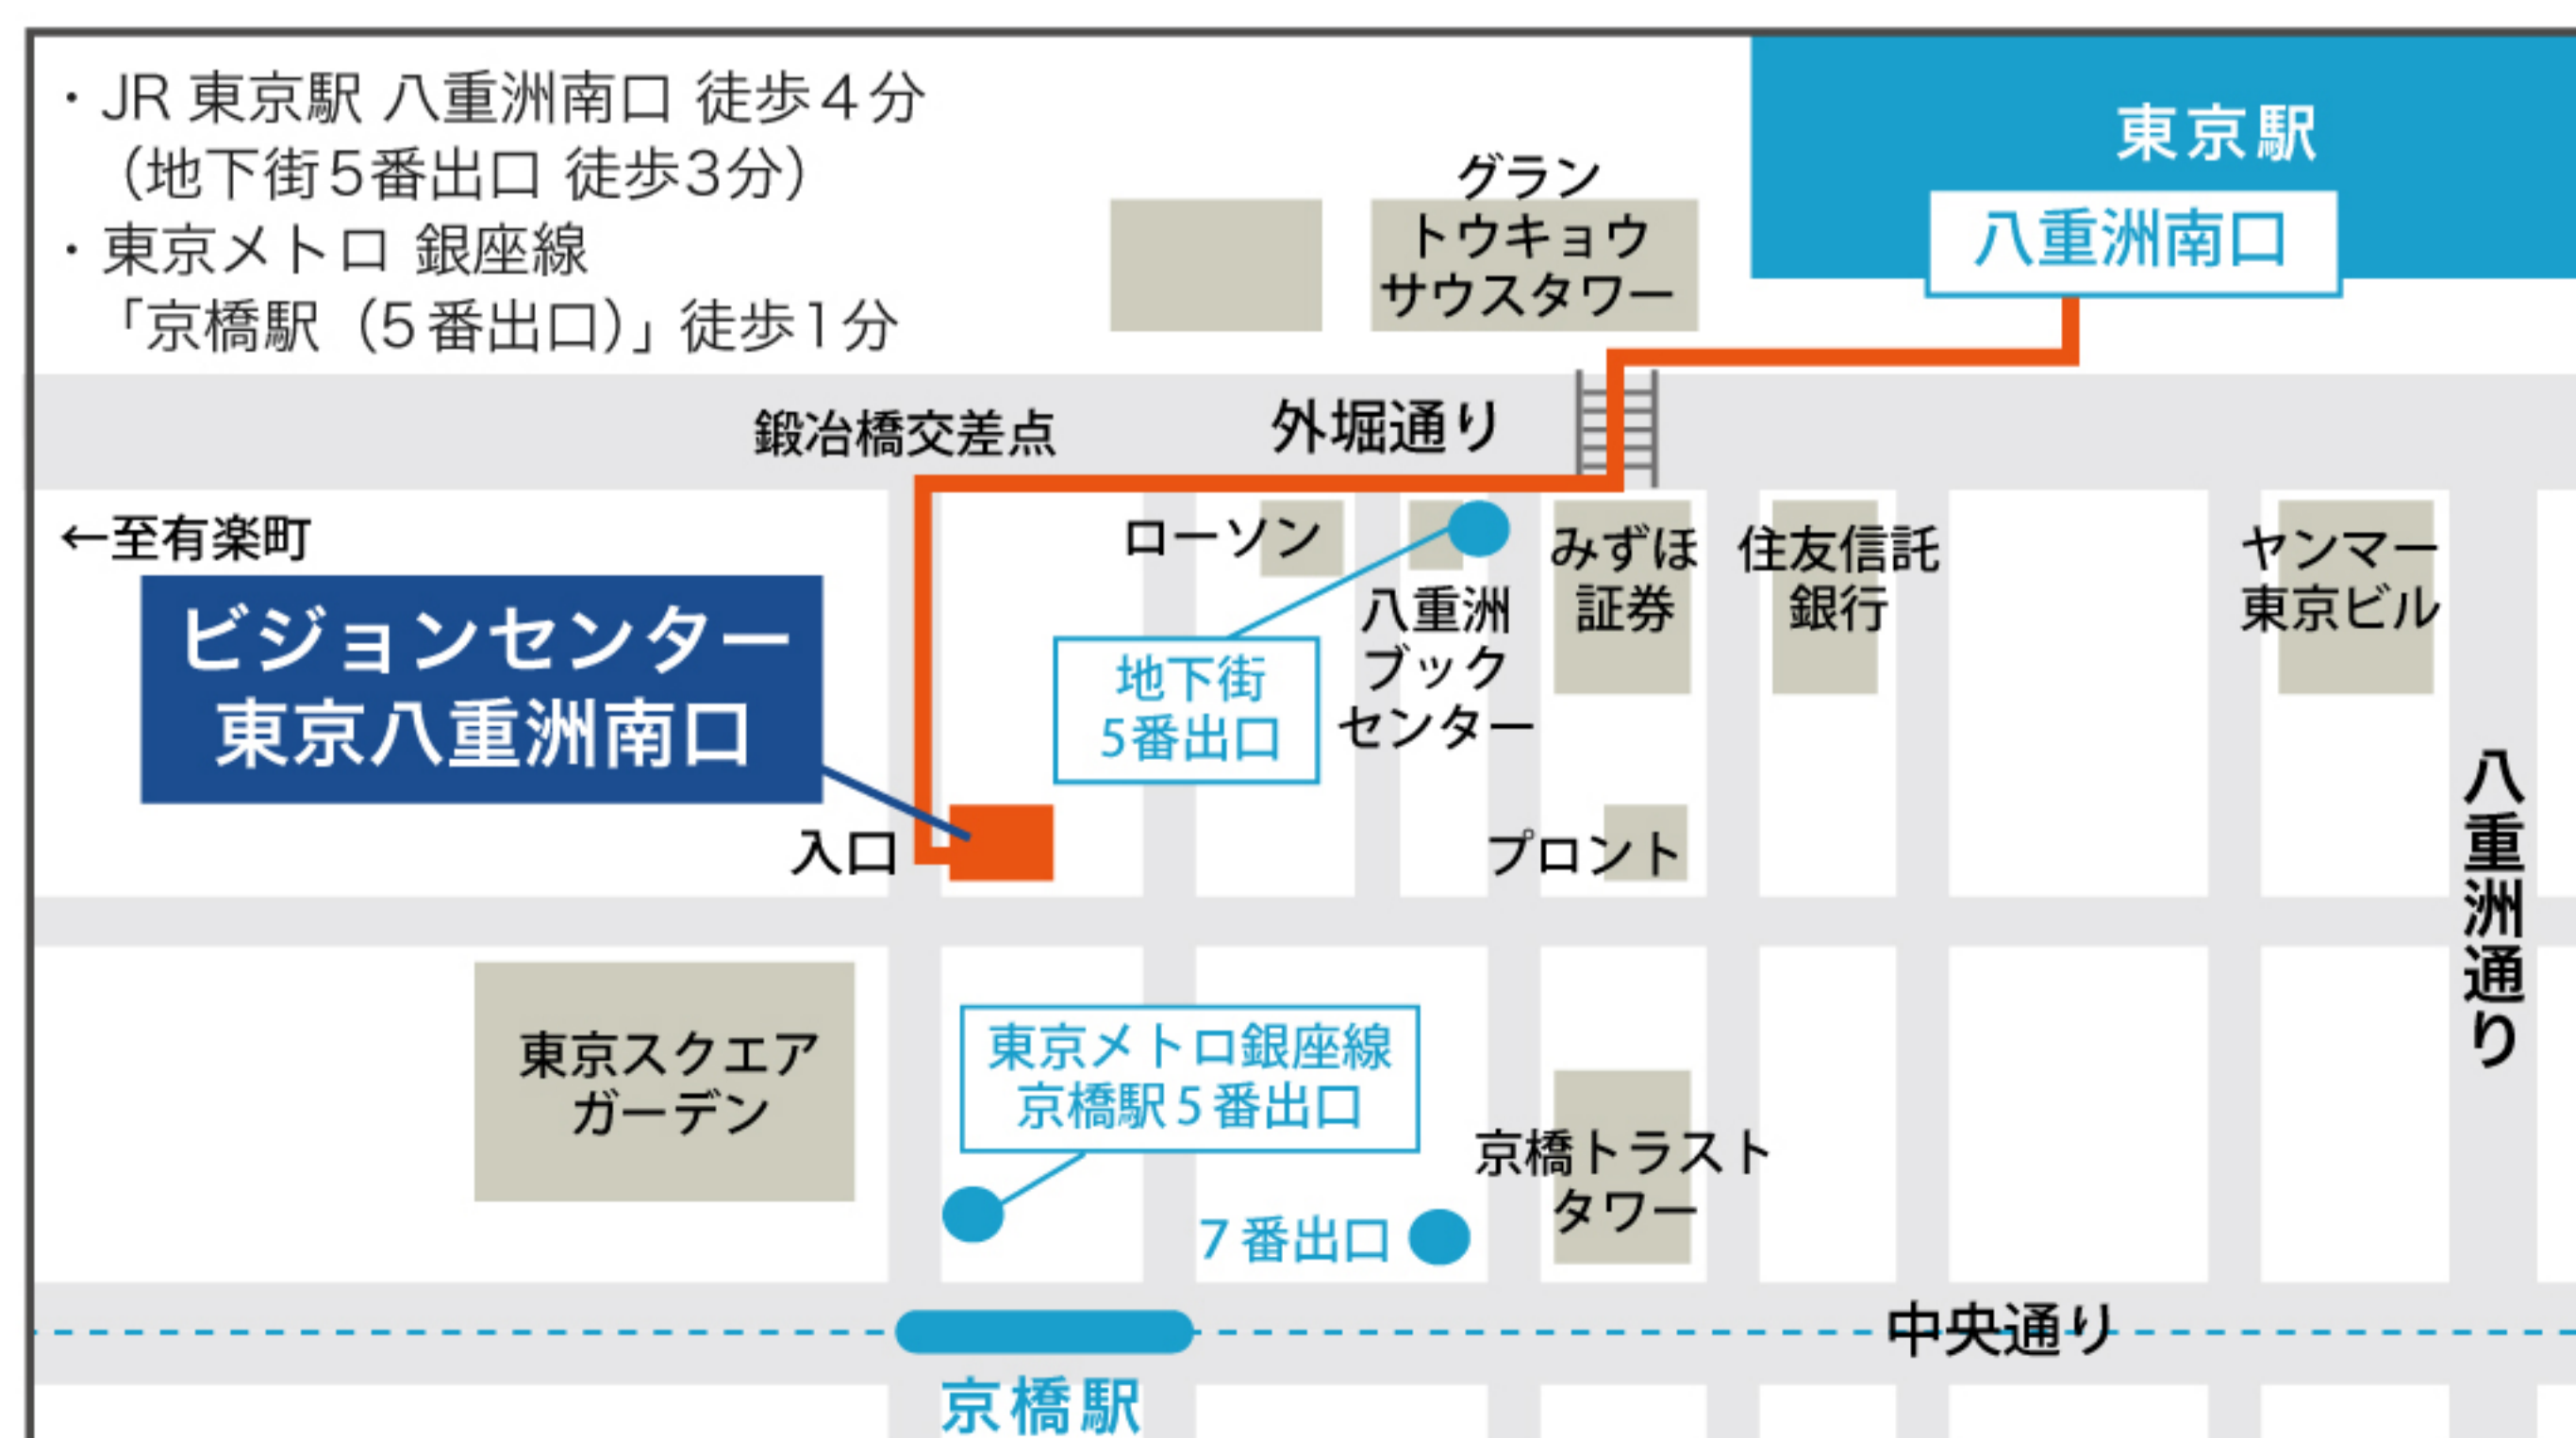 ・JR 東京駅 八重洲南口 徒歩4分
（地下街5番出口 徒歩3分）
・東京メトロ 銀座線
「京橋駅（5番出口）」徒歩1分
東京駅
八重洲南口
グラン
トウキョウ
サウスタワー
鍛冶橋交差点
外堀通り
←至有楽町
ローソン
みずほ
証券
住友信託
銀行
ヤンマー
東京ビル
ビジョンセンター
東京八重洲南口
八重洲
ブック
センター
地下街
5番出口
入口
プロント
八重洲通り
東京スクエア
ガーデン
東京メトロ銀座線
京橋駅5番出口
京橋トラスト
タワー
7番出口
中央通り
京橋駅